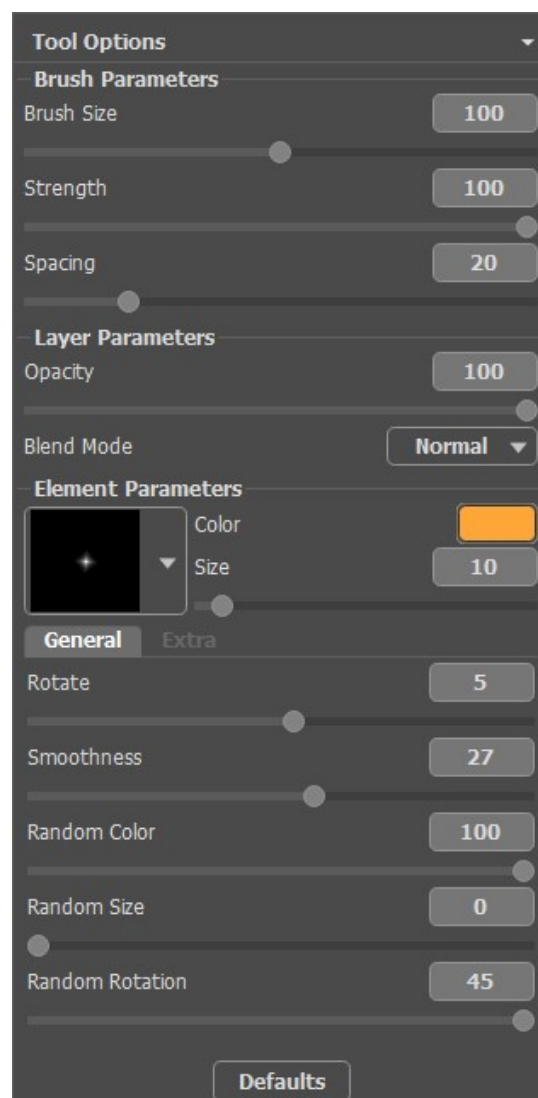 Tool Options
Brush Parameters
Brush Size 100
Strength 100
Spacing 20
Layer Parameters
Opacity 100
Blend Mode Normal
Element Parameters
Color
Size 10
General Extra
Rotate 5
Smoothness 27
Random Color 100
Random Size 0
Random Rotation 45
Defaults